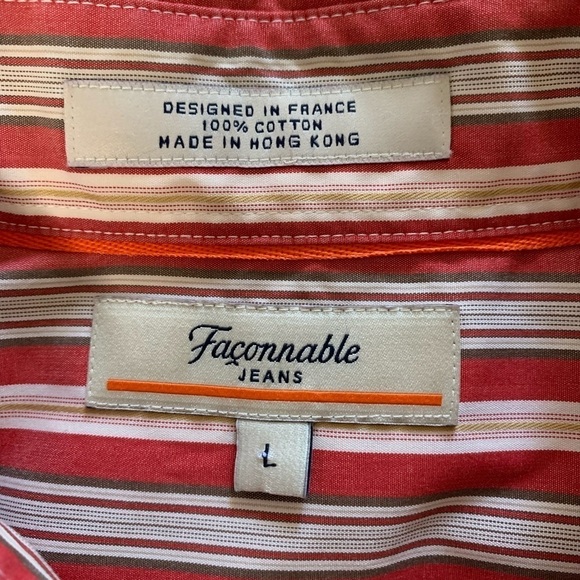 DESIGNED IN FRANCE
100% COTTON
MADE IN HONG KONG
Façonnable
JEANS
L